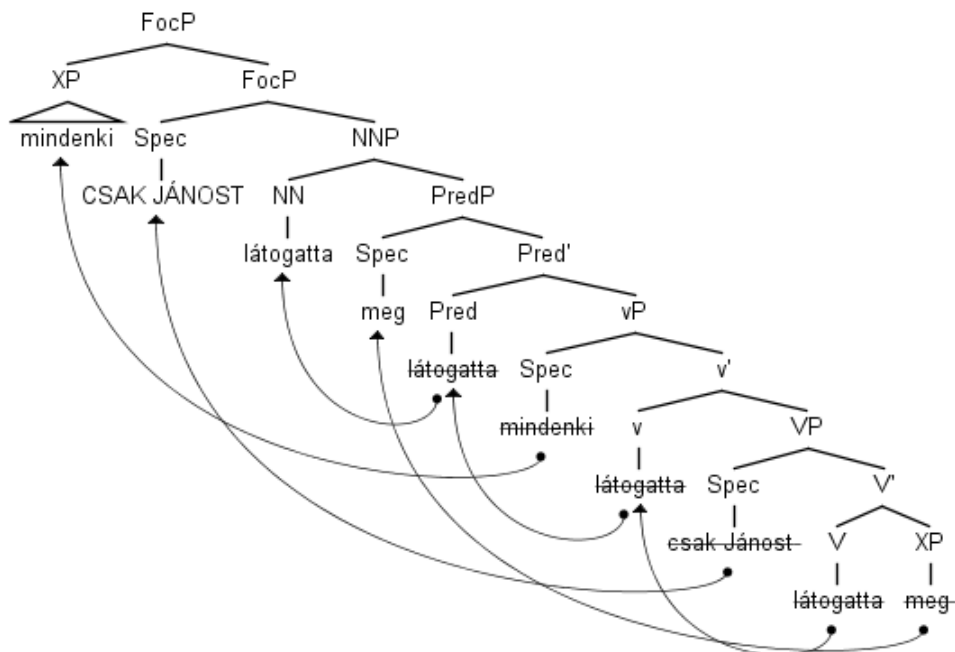 FocP
XP FocP
mindenki Spec NNP
CSAK JÁNOST NN PredP
látogatta Spec Pred'
meg Pred vP
látogatta Spec v'
mindenki v VP
látogatta Spec V'
csak János​t V XP
látogatta meg